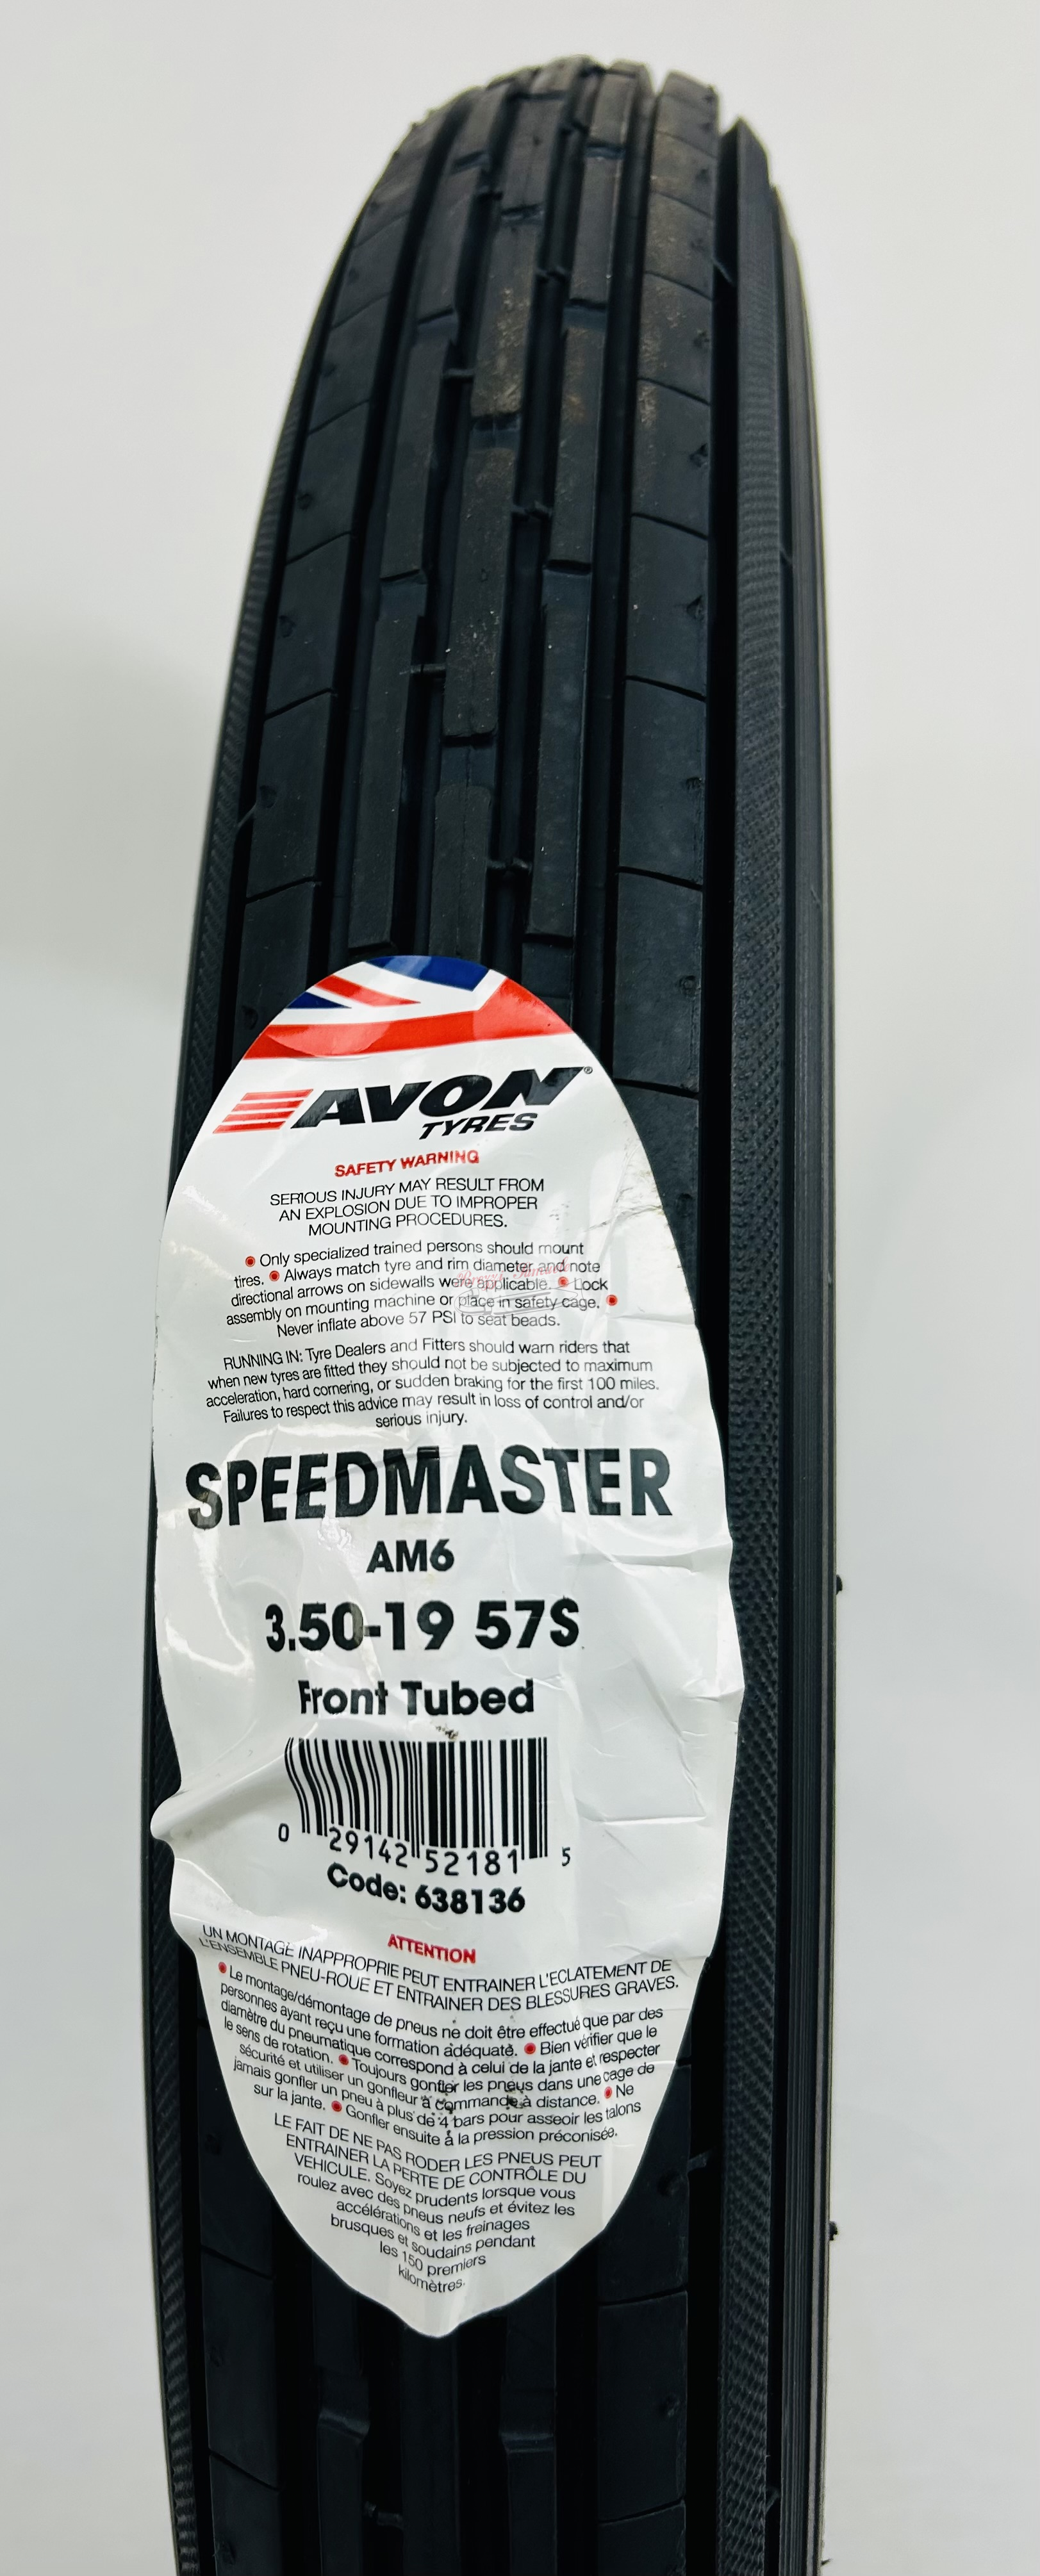 AVON®
TYRES
SAFETY WARNING
SERIOUS INJURY MAY RESULT FROM
AN EXPLOSION DUE TO IMPROPER
MOUNTING PROCEDURES.
• Only specialized trained persons should mount
tires. • Always match tyre and rim diameter and note
directional arrows on sidewalls were applicable. • Lock
assembly on mounting machine or place in safety cage. •
Never inflate above 57 PSI to seat beads.
RUNNING IN: Tyre Dealers and Fitters should warn riders that
when new tyres are fitted they should not be subjected to maximum
acceleration, hard cornering, or sudden braking for the first 100 miles.
Failures to respect this advice may result in loss of control and/or
serious injury.
SPEEDMASTER
AM6
3.50-19 57S
Front Tubed
0 29142 52181 5
Code: 638136
ATTENTION
UN MONTAGE INAPPROPRIE PEUT ENTRAINER L'ECLATEMENT DE
L'ENSEMBLE PNEU-ROUE ET ENTRAINER DES BLESSURES GRAVES.
• Le montage/démontage de pneus ne doit être effectué que par des
personnes ayant reçu une formation adéquate. • Bien vérifier que le
diamètre du pneumatique correspond à celui de la jante et respecter
le sens de rotation. • Toujours gonfler les pneus dans une cage de
sécurité et utiliser un gonfleur à commande à distance. • Ne
jamais gonfler un pneu à plus de 4 bars pour asseoir les talons
sur la jante. • Gonfler ensuite à la pression préconisée.
LE FAIT DE NE PAS RODER LES PNEUS PEUT
ENTRAINER LA PERTE DE CONTRÔLE DU
VEHICULE. Soyez prudents lorsque vous
roulez avec des pneus neufs et évitez les
accélérations et les freinages
brusques et soudains pendant
les 150 premiers
kilomètres.